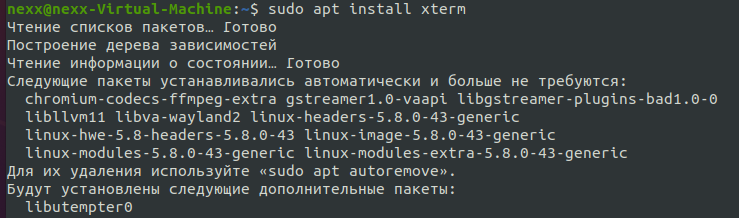 nexx@nexx-Virtual-Machine:~$ sudo apt install xterm
Чтение списков пакетов… Готово
Построение дерева зависимостей
Чтение информации о состоянии… Готово
Следующие пакеты устанавливались автоматически и больше не требуются:
chromium-codecs-ffmpeg-extra gstreamer1.0-vaapi libgstreamer-plugins-bad1.0-0
libllvm11 libva-wayland2 linux-headers-5.8.0-43-generic
linux-hwe-5.8-headers-5.8.0-43 linux-image-5.8.0-43-generic
linux-modules-5.8.0-43-generic linux-modules-extra-5.8.0-43-generic
Для их удаления используйте «sudo apt autoremove».
Будут установлены следующие дополнительные пакеты:
libutempter0